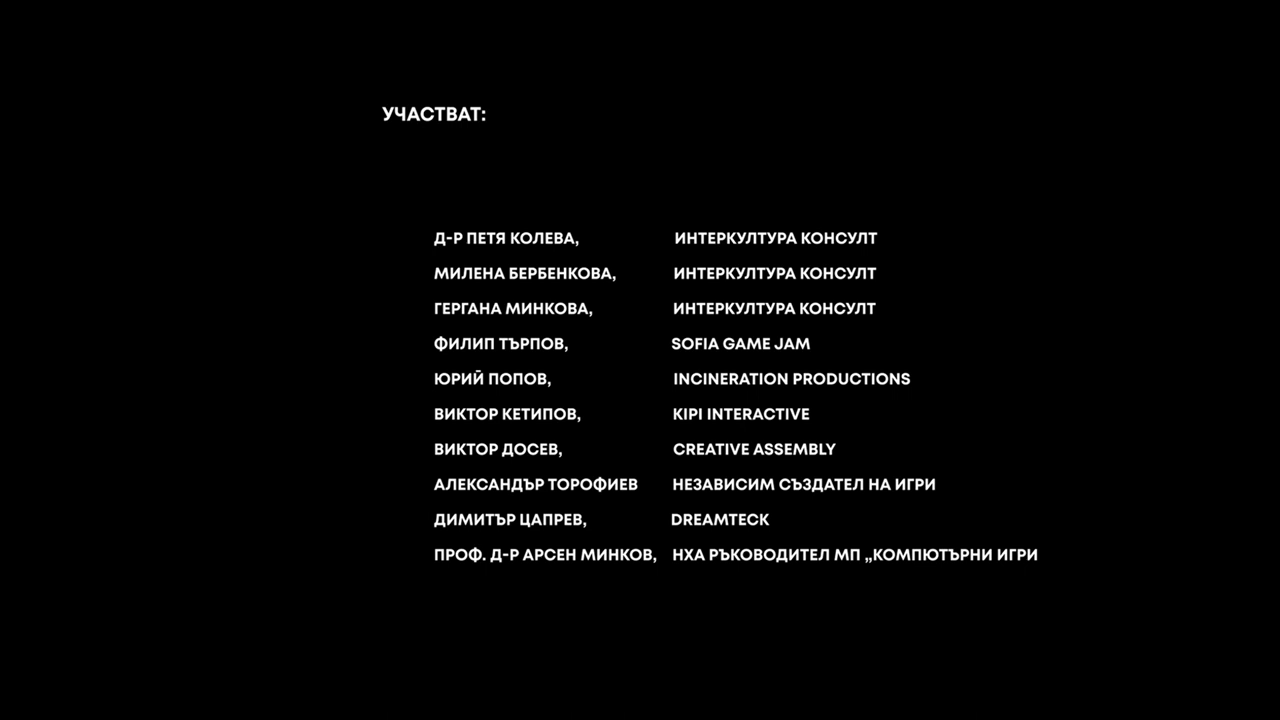 УЧАСТВАТ:
Д-Р ПЕТЯ КОЛЕВА, ИНТЕРКУЛТУРА КОНСУЛТ
МИЛЕНА БЕРБЕНКОВА, ИНТЕРКУЛТУРА КОНСУЛТ
ГЕРГАНА МИНКОВА, ИНТЕРКУЛТУРА КОНСУЛТ
ФИЛИП ТЪРПОВ, SOFIA GAME JAM
ЮРИЙ ПОПОВ, INCINERATION PRODUCTIONS
ВИКТОР КЕТИПОВ, KIPI INTERACTIVE
ВИКТОР ДОСЕВ, CREATIVE ASSEMBLY
АЛЕКСАНДЪР ТОРОФИЕВ НЕЗАВИСИМ СЪЗДАТЕЛ НА ИГРИ
ДИМИТЪР ЦАПРЕВ, DREAMTECK
ПРОФ. Д-Р АРСЕН МИНКОВ, НХА РЪКОВОДИТЕЛ МП „КОМПЮТЪРНИ ИГРИ